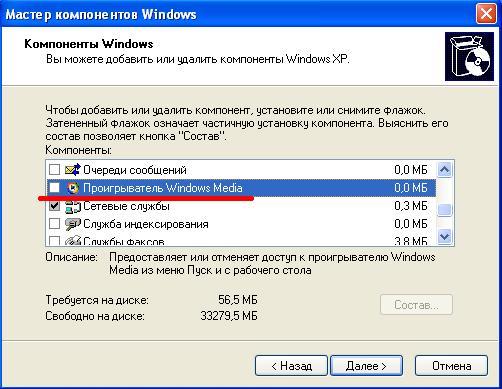 Мастер компонентов Windows
Компоненты Windows
Вы можете добавить или удалить компоненты Windows XP.
Чтобы добавить или удалить компонент, установите или снимите флажок.
Затененный флажок означает частичную установку компонента. Выяснить его
состав позволяет кнопка "Состав".
Компоненты:
Очереди сообщений 0,0 МБ
Проигрыватель Windows Media 0,0 МБ
Сетевые службы 0,3 МБ
Служба индексирования 0,0 МБ
Службы факсов 3,8 МБ
Описание: Предоставляет или отменяет доступ к проигрывателю Windows
Media из меню Пуск и с рабочего стола
Требуется на диске: 56,5 МБ
Свободно на диске: 33279,5 МБ
Состав...
< Назад Далее > Отмена